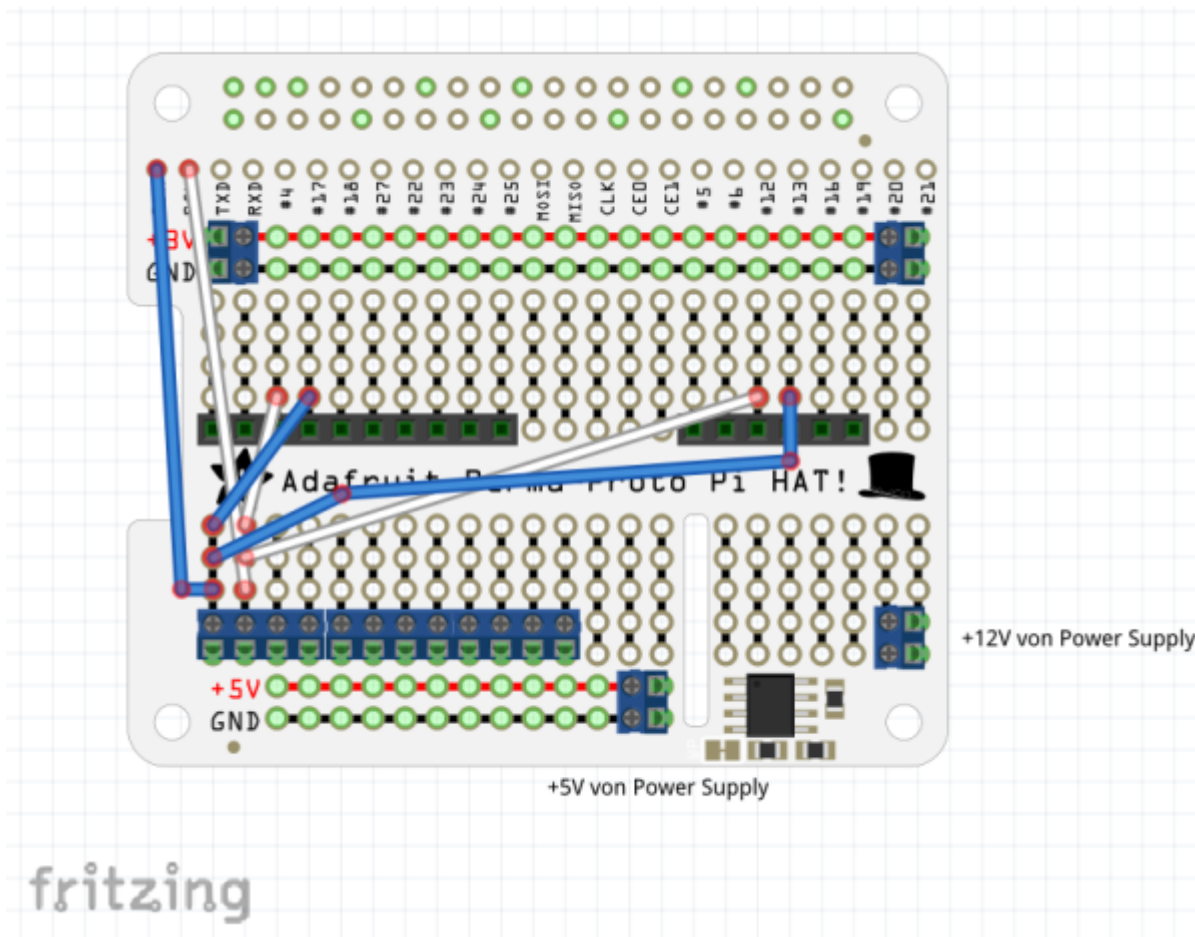 TXD RXD #4 #17 #18 #27 #22 #23 #24 #25 MOSI MISO CLK CE0 CE1 #5 #6 #12 #13 #16 #19 #20 #21
+3V
GND
Adafruit Perma Proto Pi HAT!
+12V von Power Supply
+5V
GND
+5V von Power Supply
fritzing